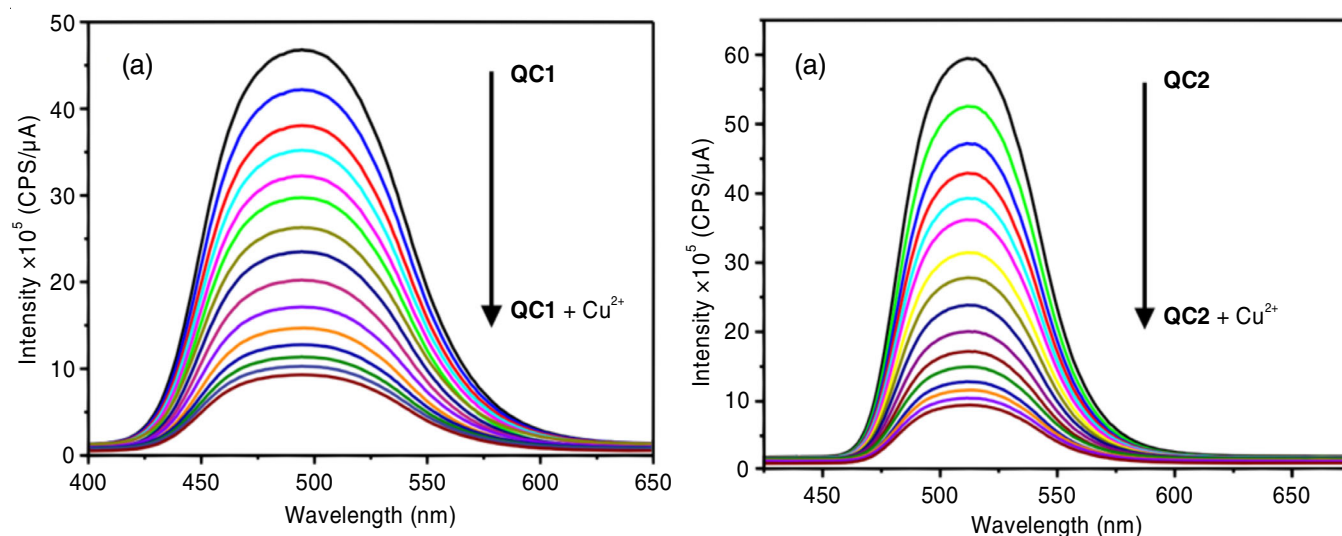 (a)
QC1
QC1 + Cu²⁺
Intensity ×10⁵ (CPS/µA)
50
40
30
20
10
0
400
450
500
550
600
650
Wavelength (nm)
(a)
QC2
QC2 + Cu²⁺
Intensity ×10⁵ (CPS/µA)
60
50
40
30
20
10
0
450
500
550
600
650
Wavelength (nm)